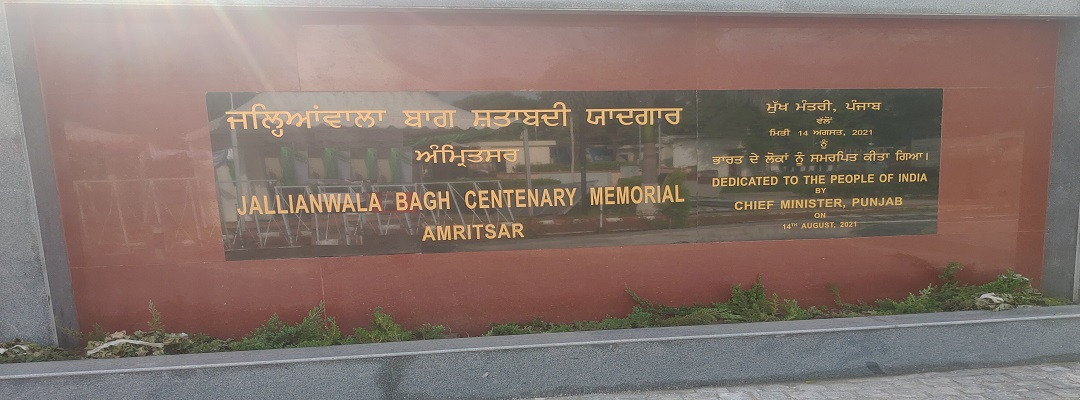 ਜਲ੍ਹਿਆਂਵਾਲਾ ਬਾਗ ਸ਼ਤਾਬਦੀ ਯਾਦਗਾਰ
ਅੰਮ੍ਰਿਤਸਰ
JALLIANWALA BAGH CENTENARY MEMORIAL
AMRITSAR
ਮੁੱਖ ਮੰਤਰੀ, ਪੰਜਾਬ
ਵੱਲੋਂ
ਮਿਤੀ 14 ਅਗਸਤ, 2021
ਨੂੰ
ਭਾਰਤ ਦੇ ਲੋਕਾਂ ਨੂੰ ਸਮਰਪਿਤ ਕੀਤਾ ਗਿਆ।
DEDICATED TO THE PEOPLE OF INDIA
BY
CHIEF MINISTER, PUNJAB
ON
14TH AUGUST, 2021